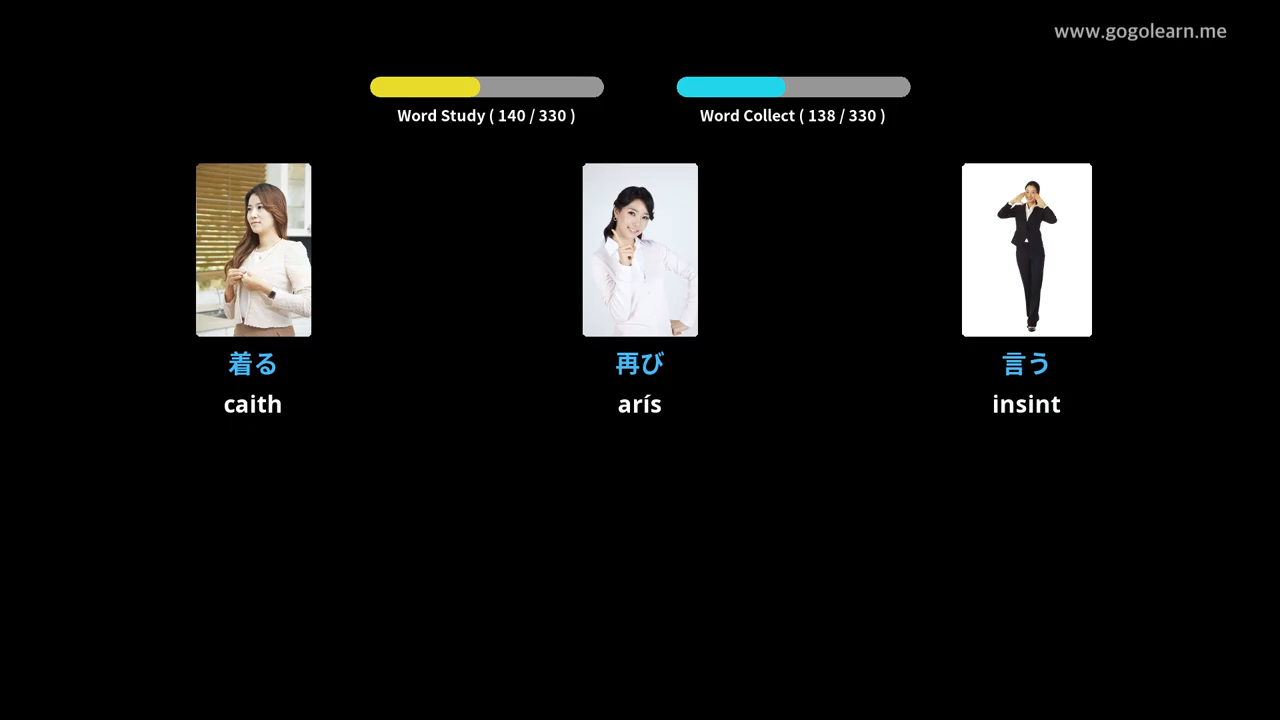 www.gogolearn.me
Word Study ( 140 / 330 )
Word Collect ( 138 / 330 )
着る
caith
再び
arís
言う
insint